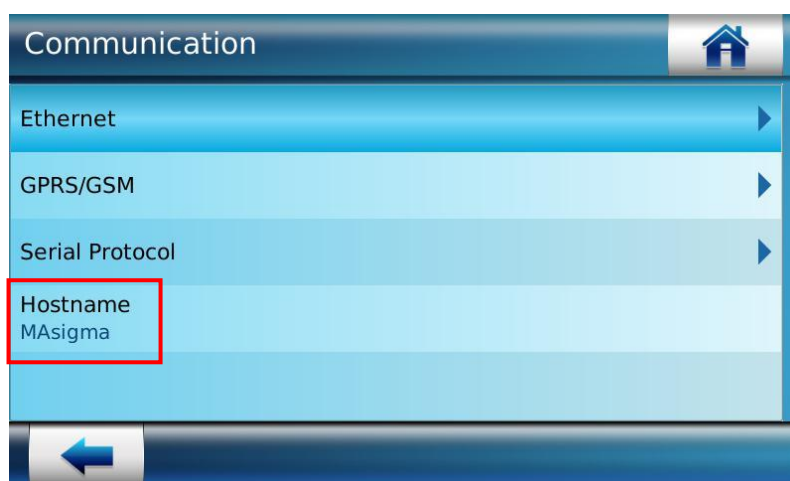 Communication
Ethernet
GPRS/GSM
Serial Protocol
Hostname
MAsigma